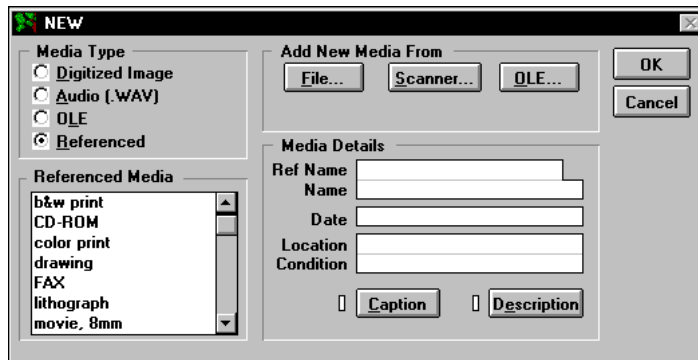 NEW
Media Type
Digitized Image
Audio (.WAV)
OLE
Referenced
Referenced Media
b&w print
CD-ROM
color print
drawing
FAX
lithograph
movie, 8mm
Add New Media From
File...
Scanner...
OLE...
Media Details
Ref Name
Name
Date
Location
Condition
Caption
Description
OK
Cancel